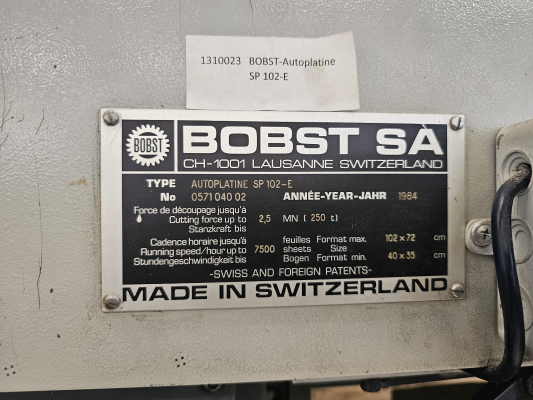 1310023 BOBST-Autoplatine
SP 102-E
BOBST
BOBST SA
CH-1001 LAUSANNE SWITZERLAND
TYPE AUTOPLATINE SP 102-E
No 0571 040 02 ANNÉE-YEAR-JAHR 1984
Force de découpage jusqu'à
Cutting force up to 2,5 MN ( 250 t )
Stanzkraft bis
Cadence horaire jusqu'à feuilles Format max. 102 x 72 cm
Running speed/hour up to 7500 sheets Size
Stundengeschwindigkeit bis Bogen Format min. 40 x 35 cm
-SWISS AND FOREIGN PATENTS-
MADE IN SWITZERLAND